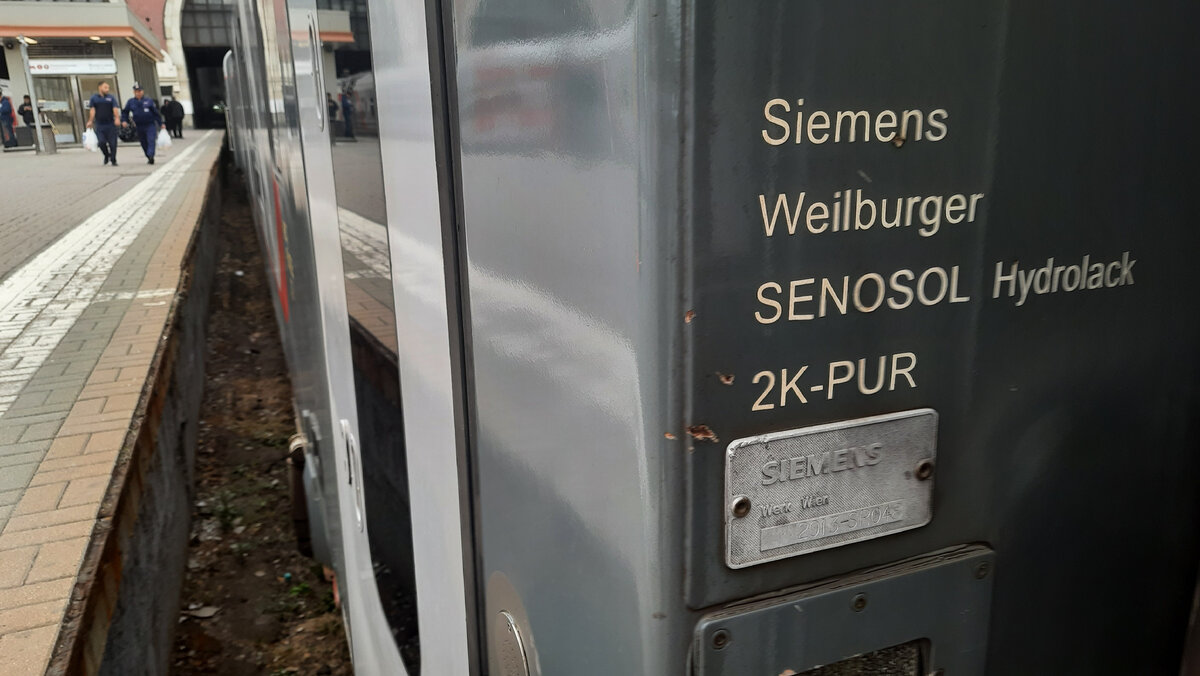 Siemens
Weilburger
SENOSOL Hydrolack
2K-PUR
SIEMENS
Werk Wien